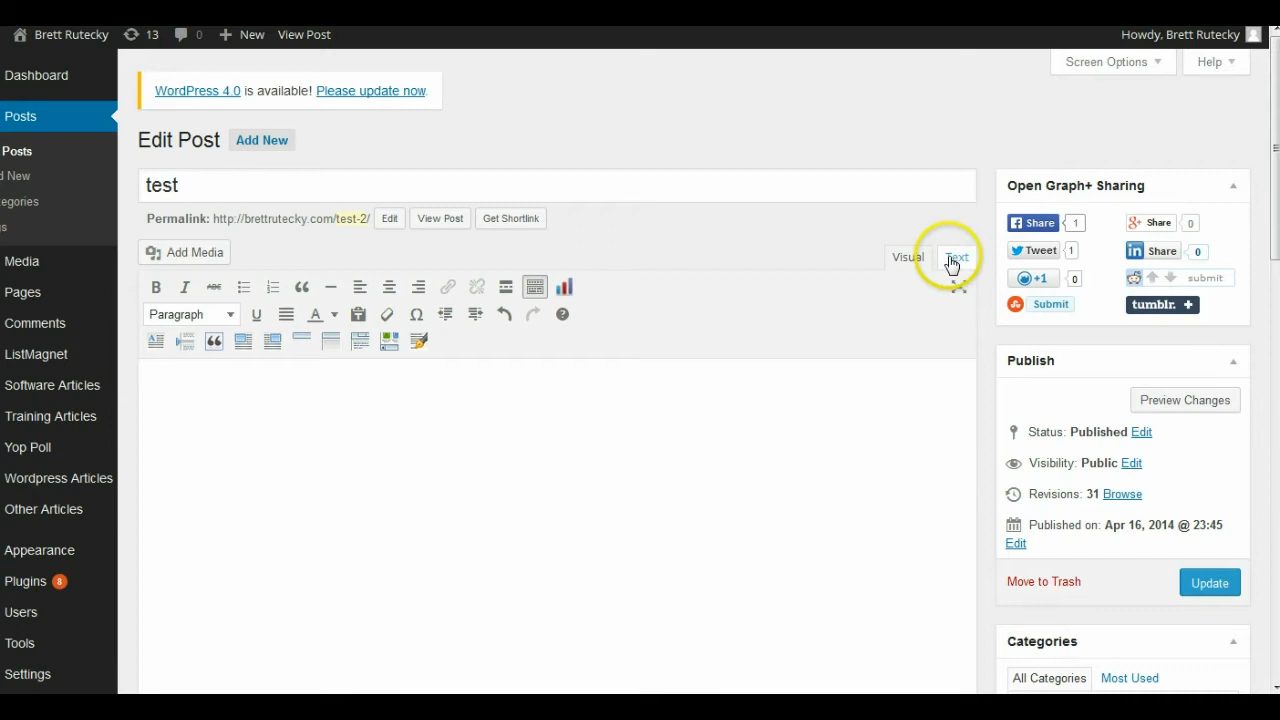 Brett Rutecky 13 0 New View Post Howdy, Brett Rutecky
Screen Options Help
Dashboard
Posts
Posts
d New
egories
s
Media
Pages
Comments
ListMagnet
Software Articles
Training Articles
Yop Poll
Wordpress Articles
Other Articles
Appearance
Plugins 8
Users
Tools
Settings
WordPress 4.0 is available! Please update now.
Edit Post Add New
test
Permalink: http://brettrutecky.com/test-2/ Edit View Post Get Shortlink
Add Media
Visual Text
B I ABC
Paragraph U A Ω
Open Graph+ Sharing
Share 1 Share 0
Tweet 1 Share 0
+1 0 submit
Submit tumblr. +
Publish
Preview Changes
Status: Published Edit
Visibility: Public Edit
Revisions: 31 Browse
Published on: Apr 16, 2014 @ 23:45
Edit
Move to Trash Update
Categories
All Categories Most Used